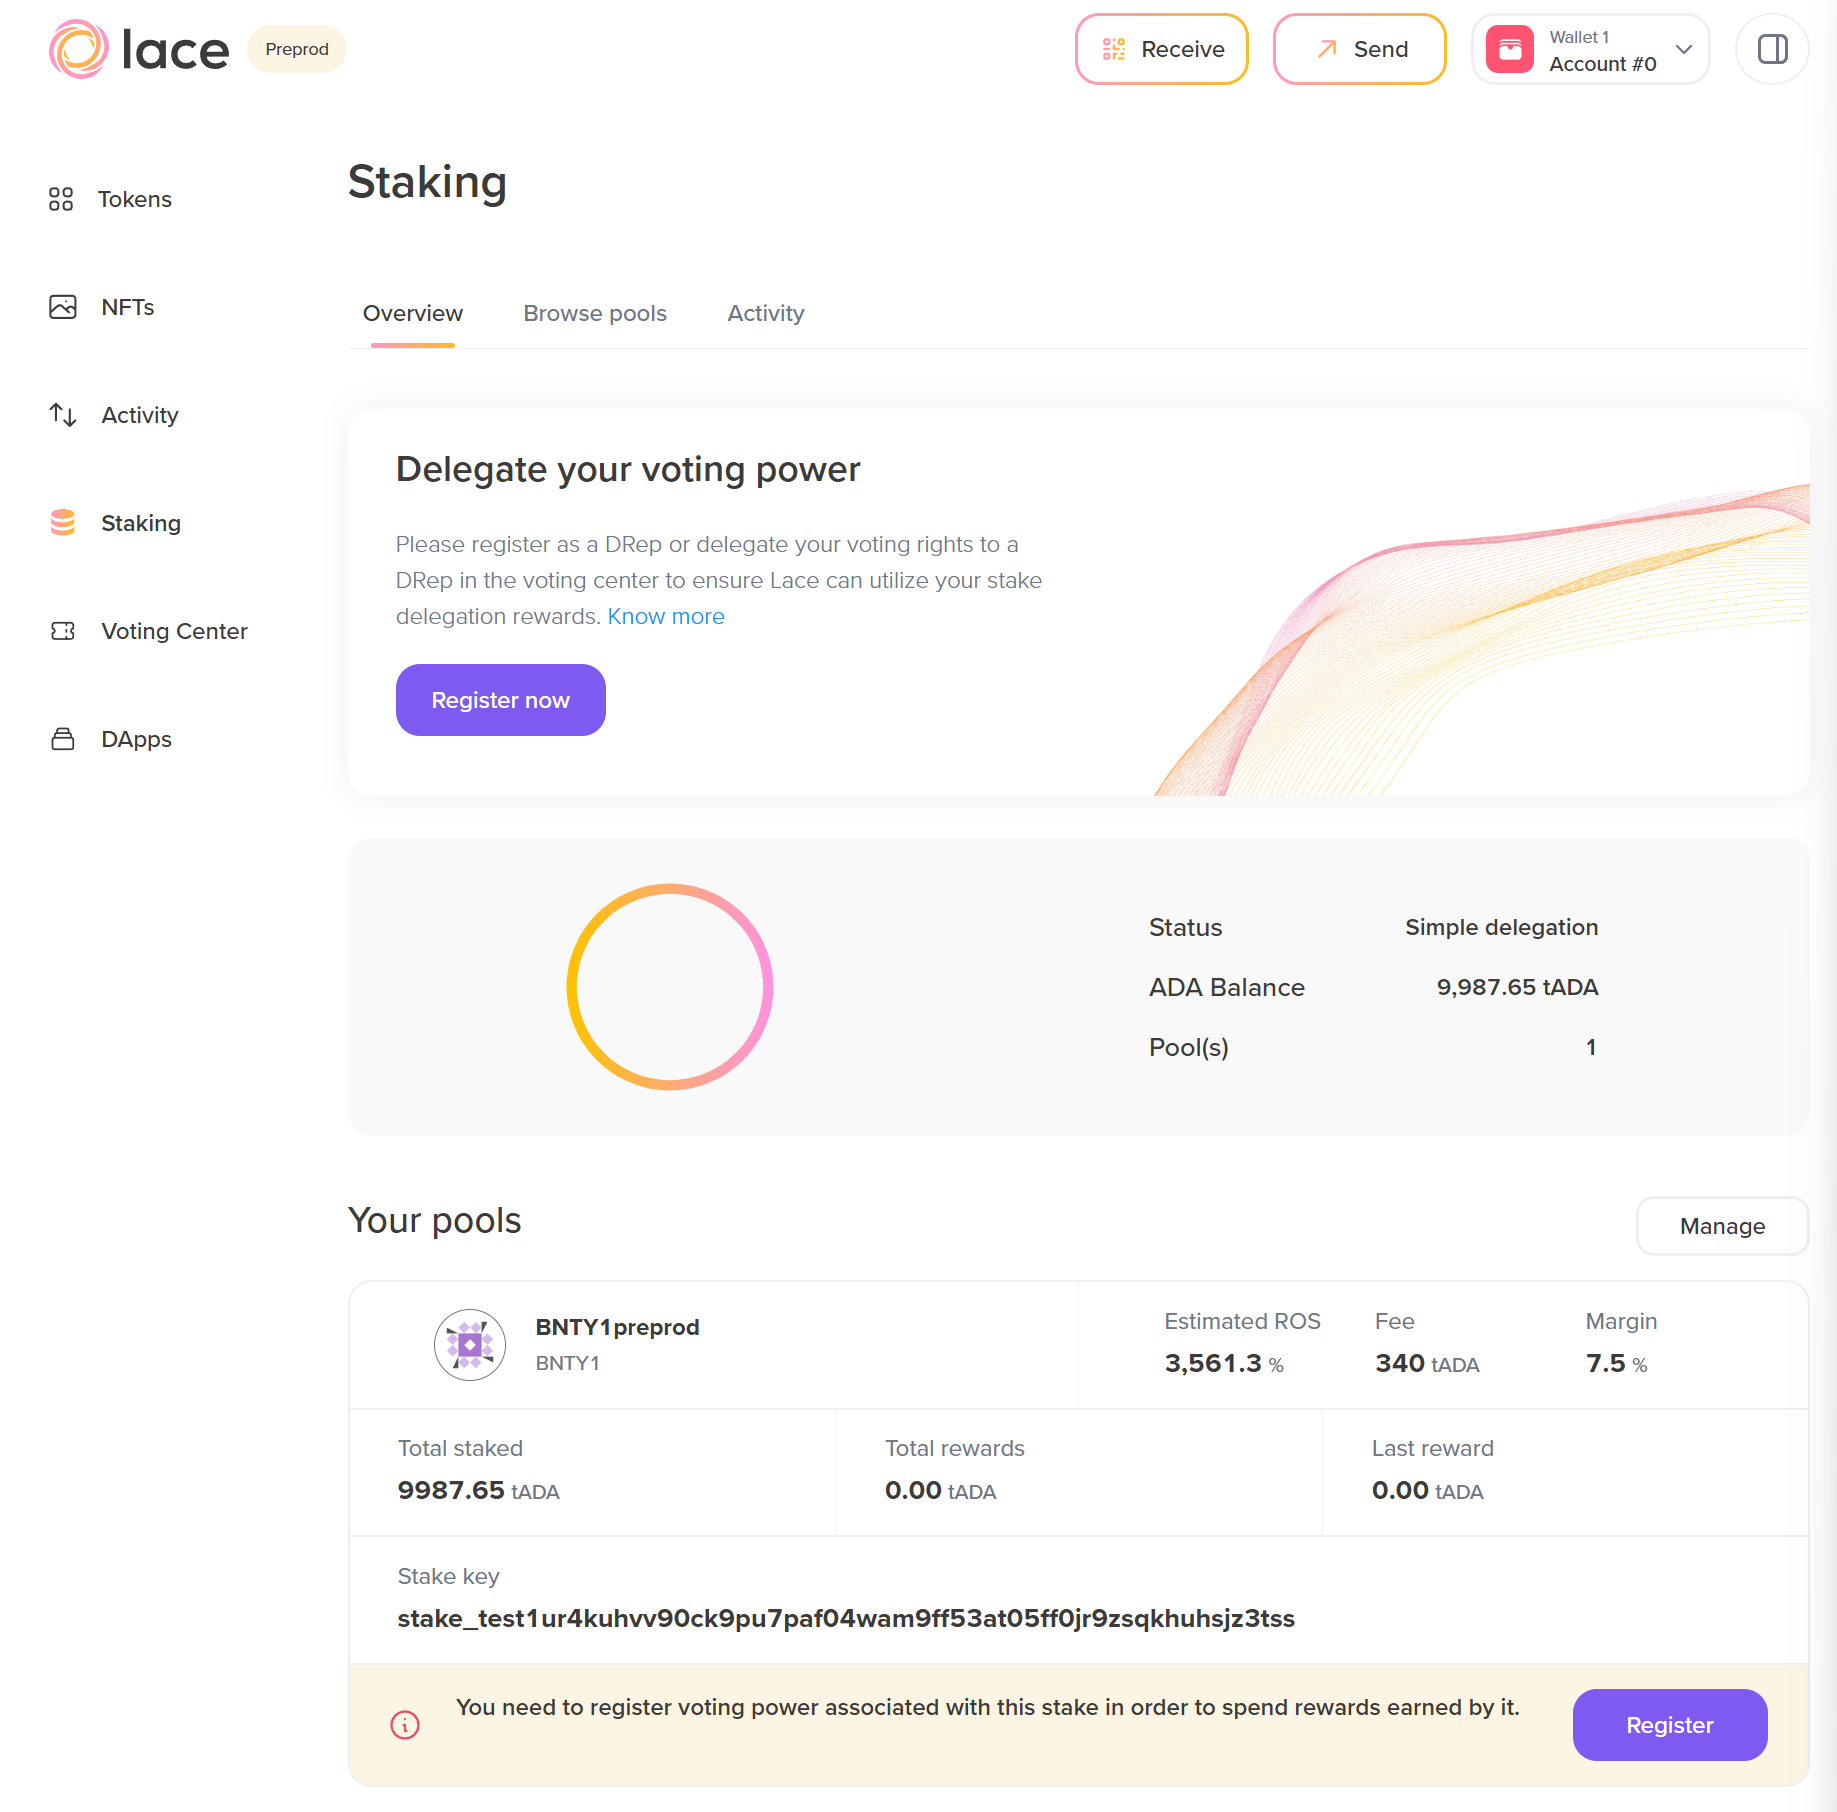 lace
Preprod
Receive
Send
Wallet 1
Account #0
Tokens
NFTs
Activity
Staking
Voting Center
DApps
Staking
Overview
Browse pools
Activity
Delegate your voting power
Please register as a DRep or delegate your voting rights to a
DRep in the voting center to ensure Lace can utilize your stake
delegation rewards. Know more
Register now
Status
Simple delegation
ADA Balance
9,987.65 tADA
Pool(s)
1
Your pools
Manage
BNTY1preprod
BNTY1
Estimated ROS
3,561.3 %
Fee
340 tADA
Margin
7.5 %
Total staked
9987.65 tADA
Total rewards
0.00 tADA
Last reward
0.00 tADA
Stake key
stake_test1ur4kuhvv90ck9pu7paf04wam9ff53at05ff0jr9zsqkhuhsjz3tss
You need to register voting power associated with this stake in order to spend rewards earned by it.
Register